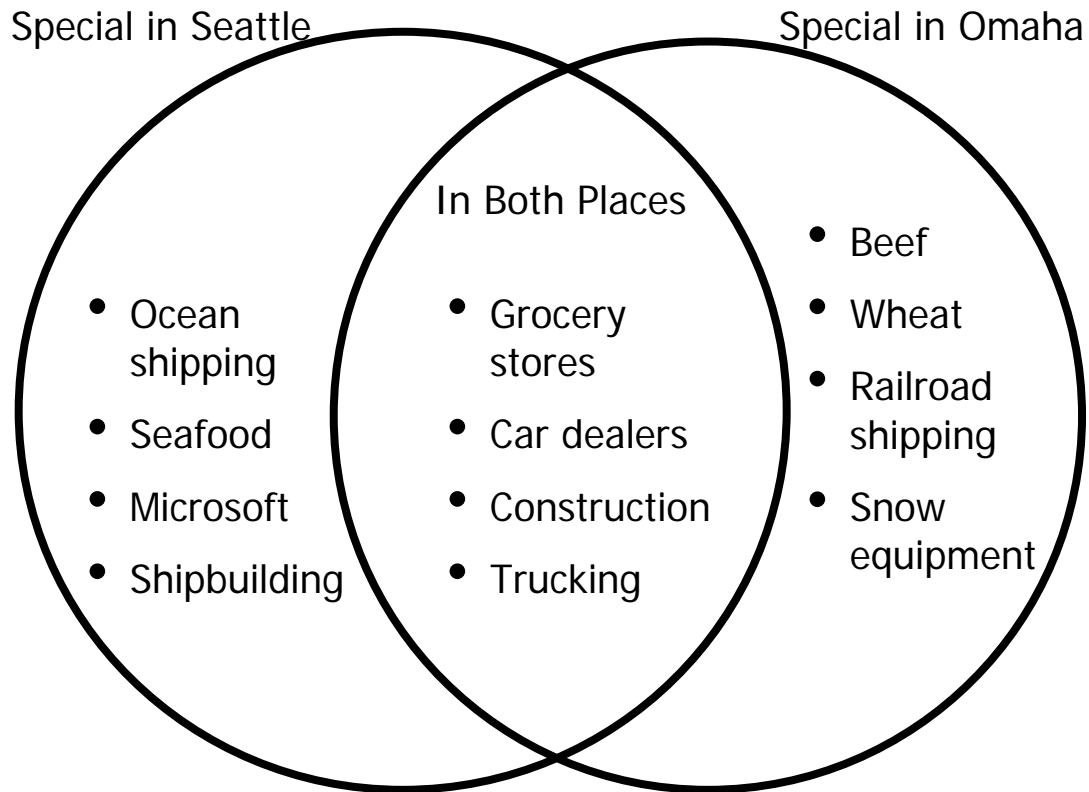 Special in Seattle
Special in Omaha
In Both Places
• Ocean
shipping
• Seafood
• Microsoft
• Shipbuilding
• Grocery
stores
• Car dealers
• Construction
• Trucking
• Beef
• Wheat
• Railroad
shipping
• Snow
equipment